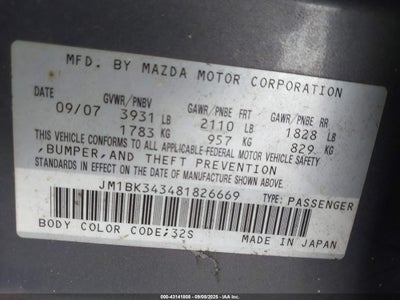 MFD. BY MAZDA MOTOR CORPORATION
DATE GVWR/PNBV GAWR/PNBE FRT GAWR/PNBE RR
09/07 3931 LB 2110 LB 1828 LB
1783 KG 957 KG 829 KG
THIS VEHICLE CONFORMS TO ALL APPLICABLE FEDERAL MOTOR VEHICLE SAFETY
,BUMPER,AND THEFT PREVENTION
STANDARDS IN EFFECT ON THE DATE OF MANUFACTURE SHOWN ABOVE.
JM1BK343481826669 TYPE: PASSENGER
BODY COLOR CODE:32S MADE IN JAPAN
000-43141808 - 09/09/2025 -